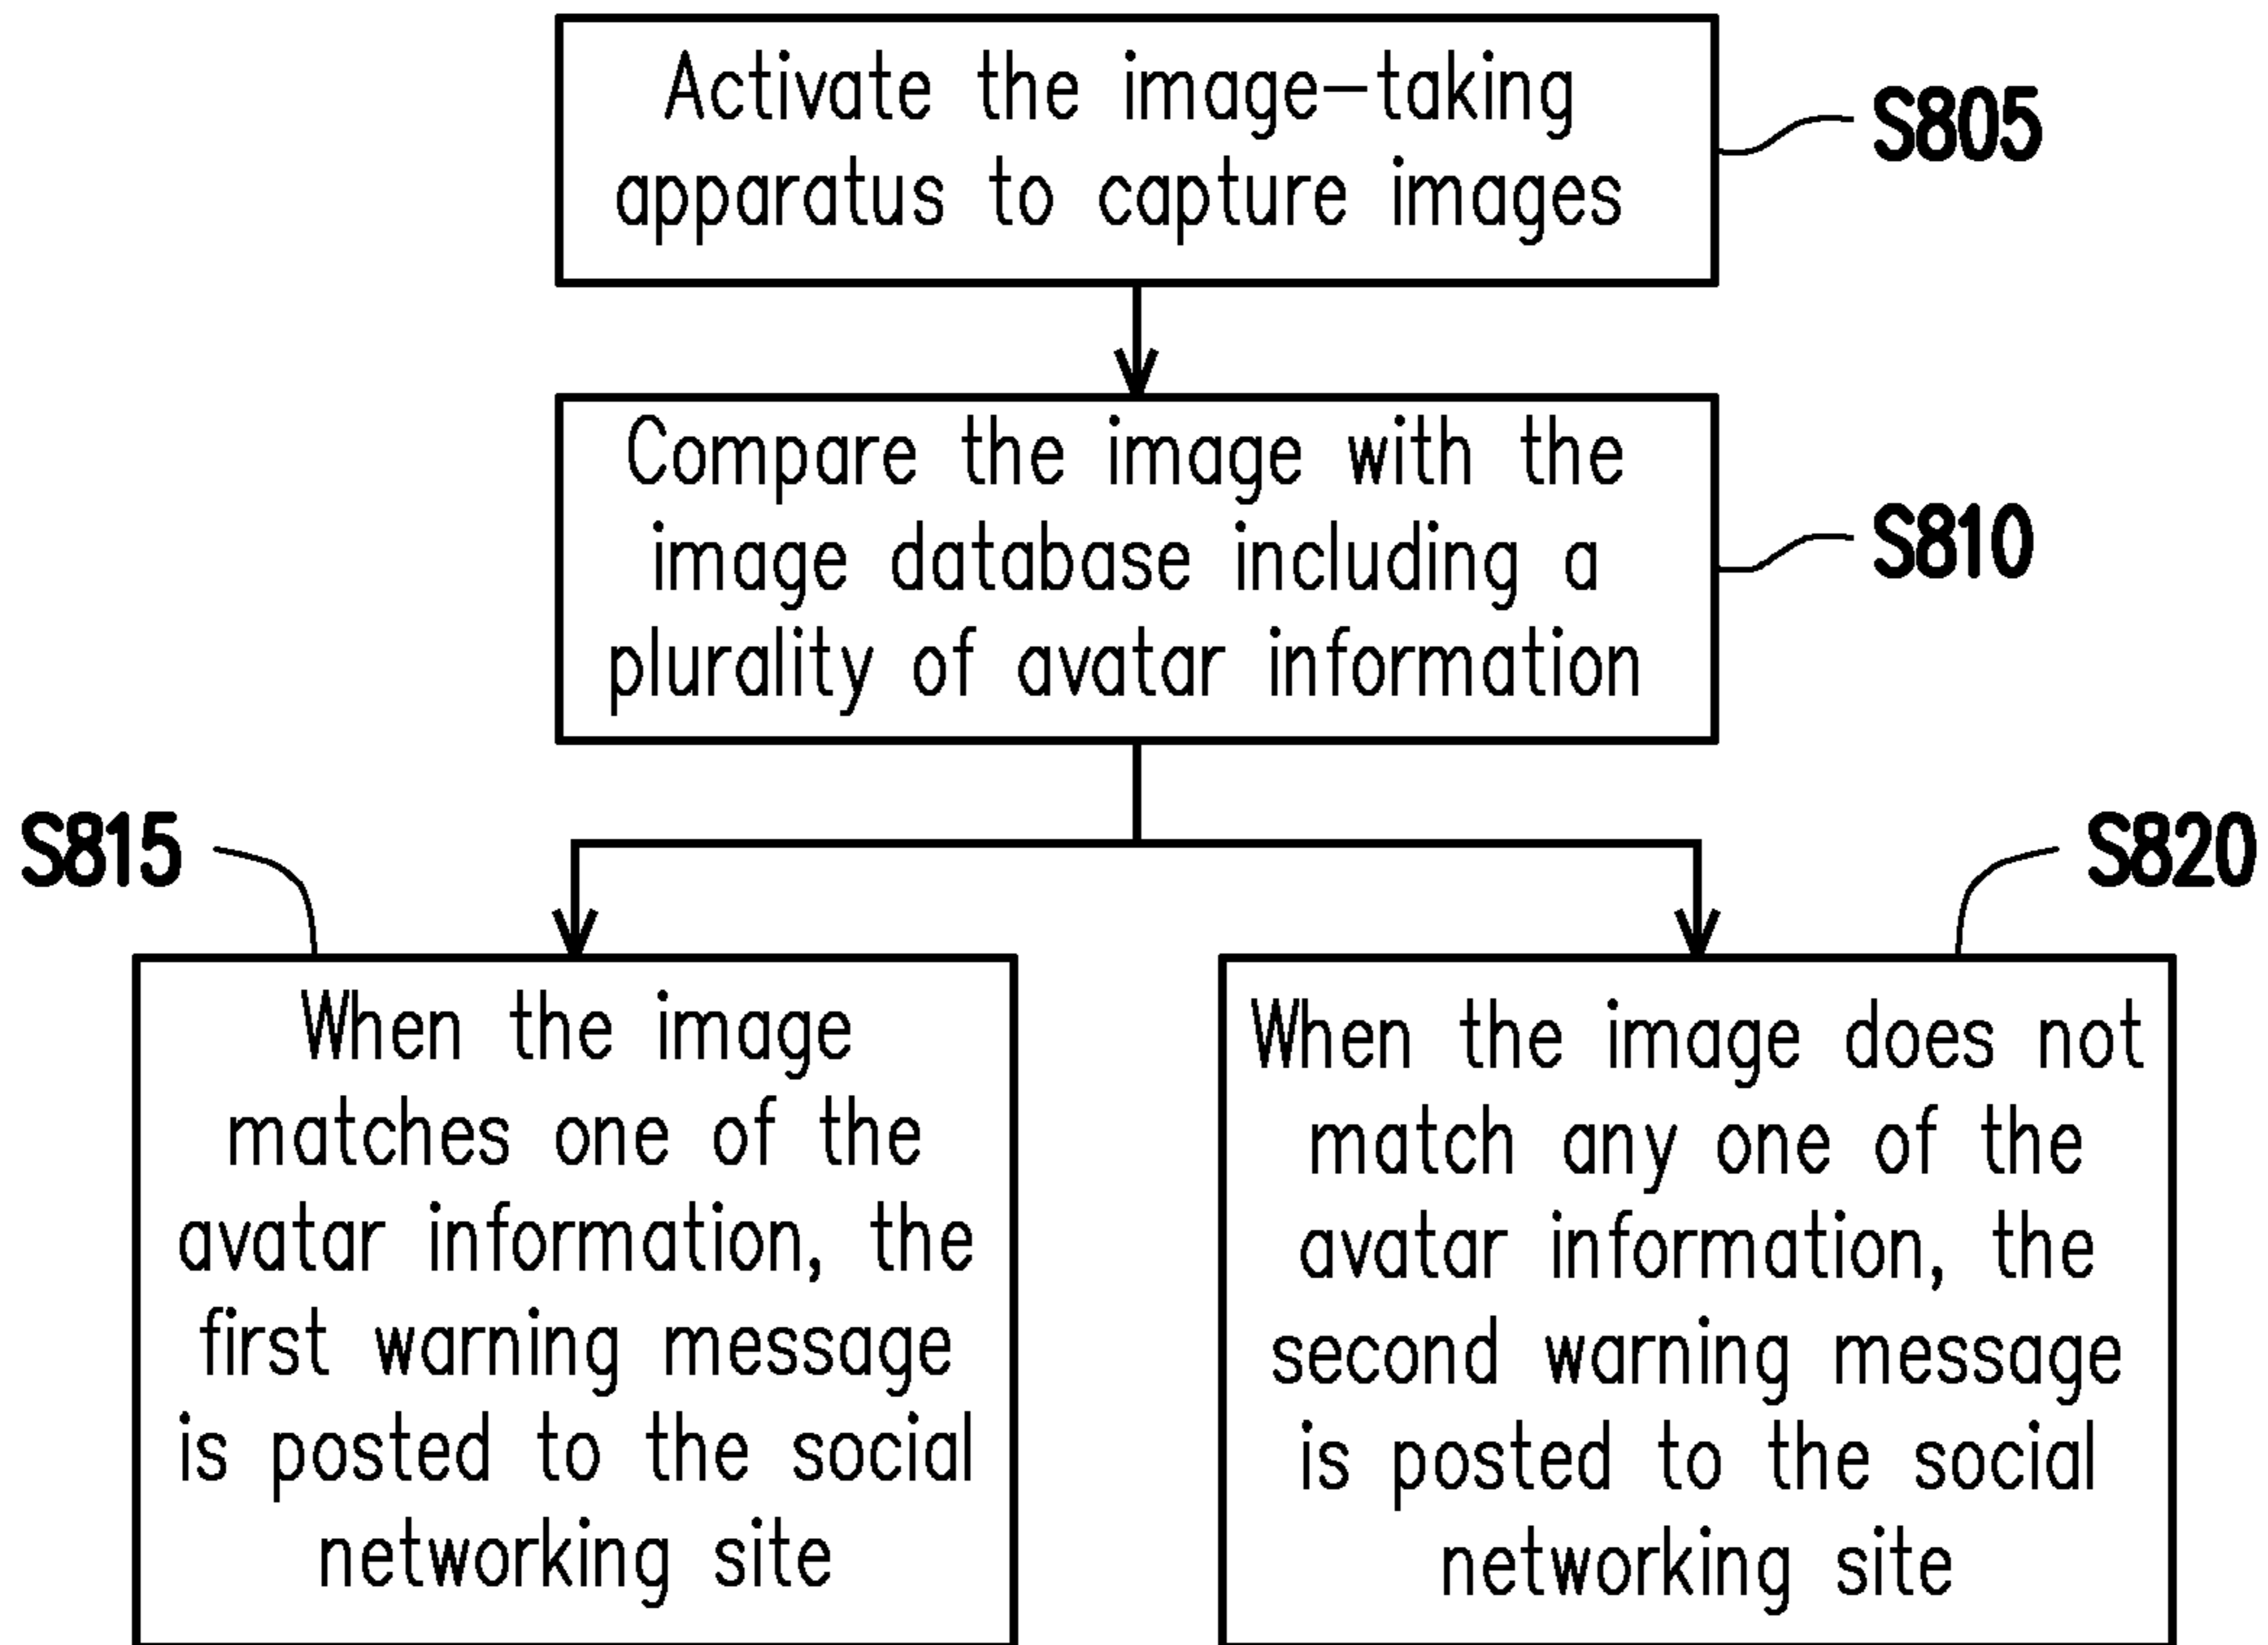 Activate the image-taking
apparatus to capture images
S805
Compare the image with the
image database including a
plurality of avatar information
S810
S815
When the image
matches one of the
avatar information, the
first warning message
is posted to the social
networking site
S820
When the image does not
match any one of the
avatar information, the
second warning message
is posted to the social
networking site